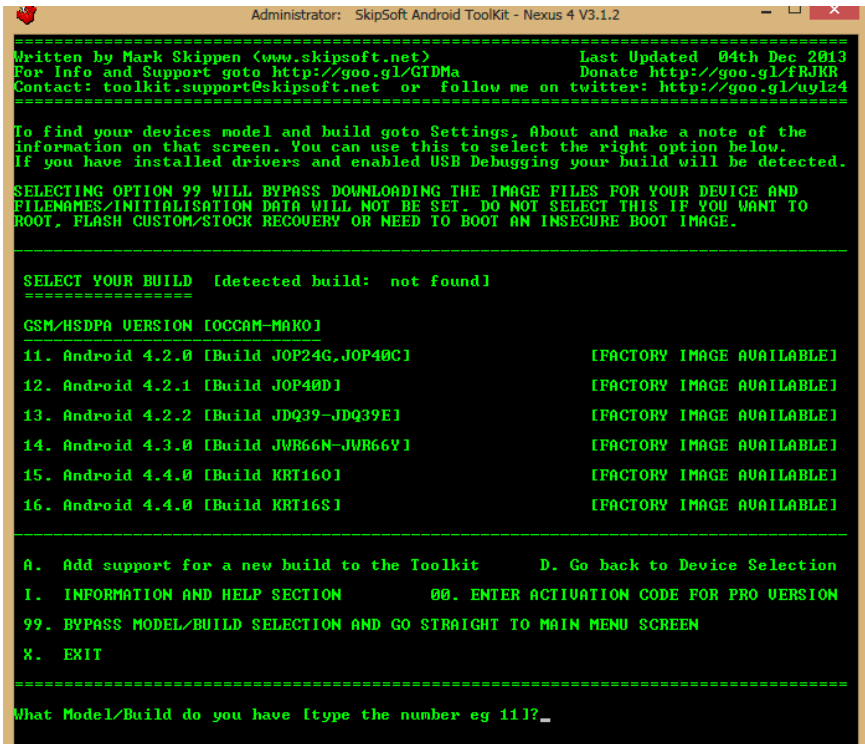 Administrator: SkipSoft Android ToolKit - Nexus 4 V3.1.2
================================================================================
Written by Mark Skippen (www.skipsoft.net) Last Updated 04th Dec 2013
For Info and Support goto http://goo.gl/GTDMa Donate http://goo.gl/fRJKR
Contact: toolkit.support@skipsoft.net or follow me on twitter: http://goo.gl/uylz4
================================================================================
To find your devices model and build goto Settings, About and make a note of the
information on that screen. You can use this to select the right option below.
If you have installed drivers and enabled USB Debugging your build will be detected.
SELECTING OPTION 99 WILL BYPASS DOWNLOADING THE IMAGE FILES FOR YOUR DEVICE AND
FILENAMES/INITIALISATION DATA WILL NOT BE SET. DO NOT SELECT THIS IF YOU WANT TO
ROOT, FLASH CUSTOM/STOCK RECOVERY OR NEED TO BOOT AN INSECURE BOOT IMAGE.
--------------------------------------------------------------------------------
SELECT YOUR BUILD [detected build: not found]
=================
GSM/HSDPA VERSION [OCCAM-MAKO]
------------------------------
11. Android 4.2.0 [Build JOP24G,JOP40C] [FACTORY IMAGE AVAILABLE]
12. Android 4.2.1 [Build JOP40D] [FACTORY IMAGE AVAILABLE]
13. Android 4.2.2 [Build JDQ39-JDQ39E] [FACTORY IMAGE AVAILABLE]
14. Android 4.3.0 [Build JWR66N-JWR66Y] [FACTORY IMAGE AVAILABLE]
15. Android 4.4.0 [Build KRT16O] [FACTORY IMAGE AVAILABLE]
16. Android 4.4.0 [Build KRT16S] [FACTORY IMAGE AVAILABLE]
--------------------------------------------------------------------------------
A. Add support for a new build to the Toolkit D. Go back to Device Selection
I. INFORMATION AND HELP SECTION 00. ENTER ACTIVATION CODE FOR PRO VERSION
99. BYPASS MODEL/BUILD SELECTION AND GO STRAIGHT TO MAIN MENU SCREEN
X. EXIT
================================================================================
What Model/Build do you have [type the number eg 11]?_